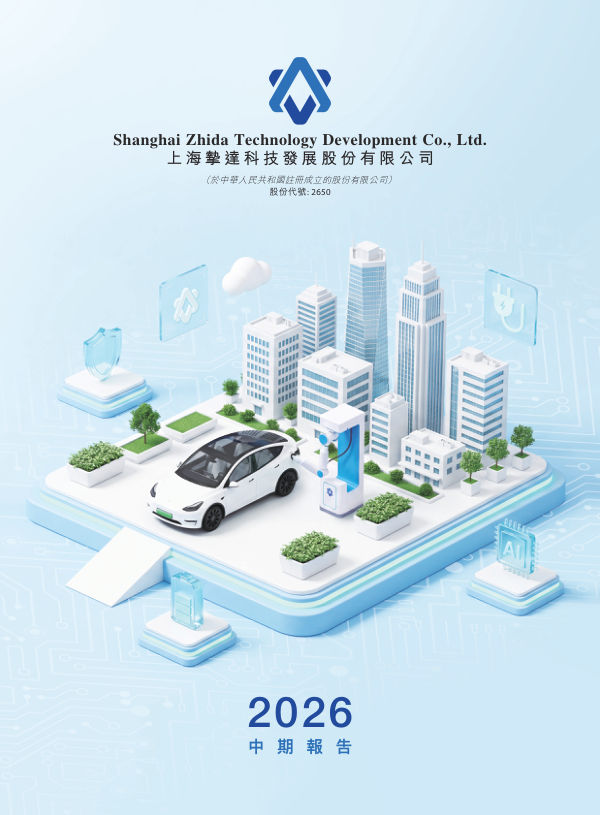 Shanghai Zhida Technology Development Co., Ltd.
上海摯達科技發展股份有限公司
（於中華人民共和國註冊成立的股份有限公司）
股份代號: 2650
AI
2026
中期報告